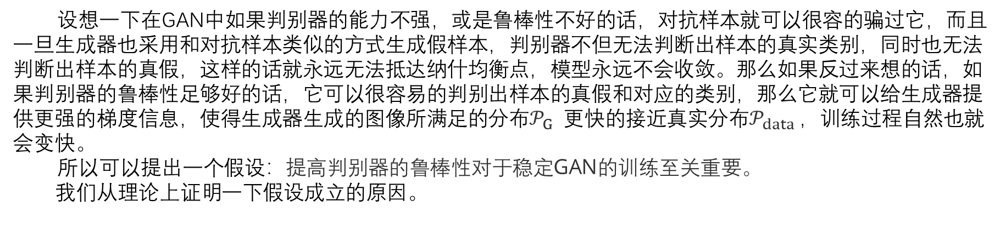 设想一下在GAN中如果判别器的能力不强，或是鲁棒性不好的话，对抗样本就可以很容的骗过它，而且
一旦生成器也采用和对抗样本类似的方式生成假样本，判别器不但无法判断出样本的真实类别，同时也无法
判断出样本的真假，这样的话就永远无法抵达纳什均衡点，模型永远不会收敛。那么如果反过来想的话，如
果判别器的鲁棒性足够好的话，它可以很容易的判别出样本的真假和对应的类别，那么它就可以给生成器提
供更强的梯度信息，使得生成器生成的图像所满足的分布𝒫G 更快的接近真实分布𝒫data，训练过程自然也就
会变快。
所以可以提出一个假设：提高判别器的鲁棒性对于稳定GAN的训练至关重要。
我们从理论上证明一下假设成立的原因。